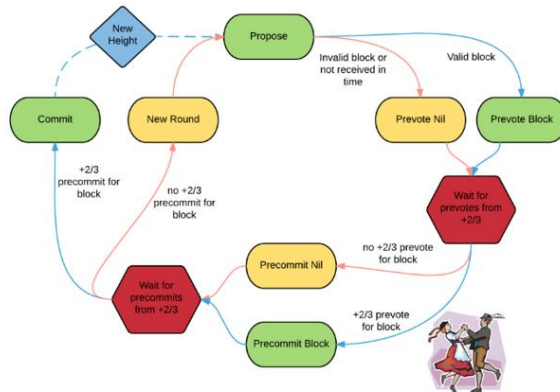 New
Height
Propose
Invalid block or
not received in
time
Valid block
Commit
New Round
Prevote Nil
Prevote Block
+2/3
precommit for
block
no +2/3
precommit for
block
Wait for
prevotes from
+2/3
no +2/3 prevote
for block
Precommit Nil
Wait for
precommits
from +2/3
+2/3 prevote
for block
Precommit Block